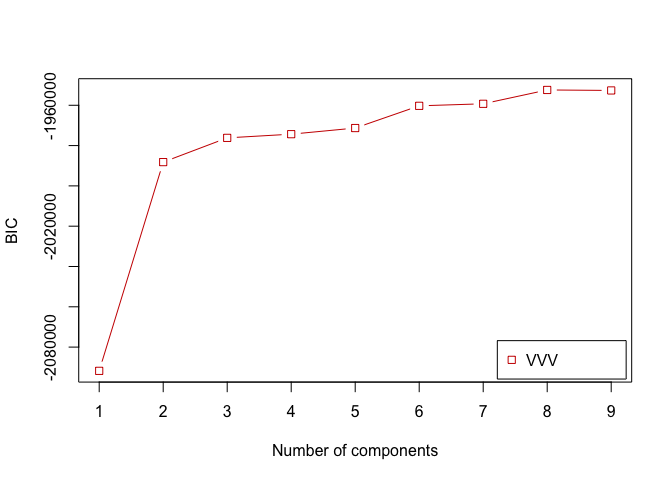 -1960000
-2020000
-2080000
BIC
VVV
1 2 3 4 5 6 7 8 9
Number of components